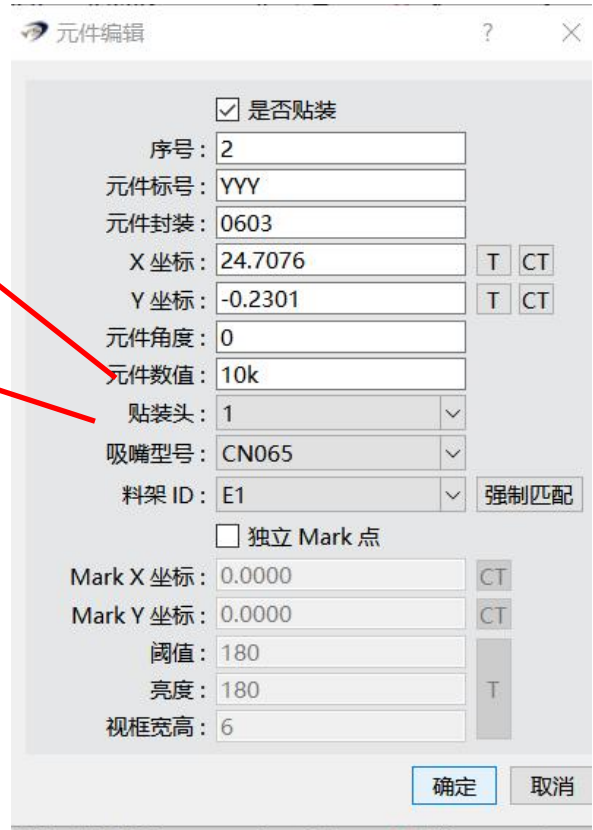 元件编辑 ?
是否贴装
序号: 2
元件标号: YYY
元件封装: 0603
X 坐标: 24.7076 T CT
Y 坐标: -0.2301 T CT
元件角度: 0
元件数值: 10k
贴装头: 1
吸嘴型号: CN065
料架 ID: E1 强制匹配
独立 Mark 点
Mark X 坐标: 0.0000 CT
Mark Y 坐标: 0.0000 CT
阈值: 180
亮度: 180 T
视框宽高: 6
确定 取消